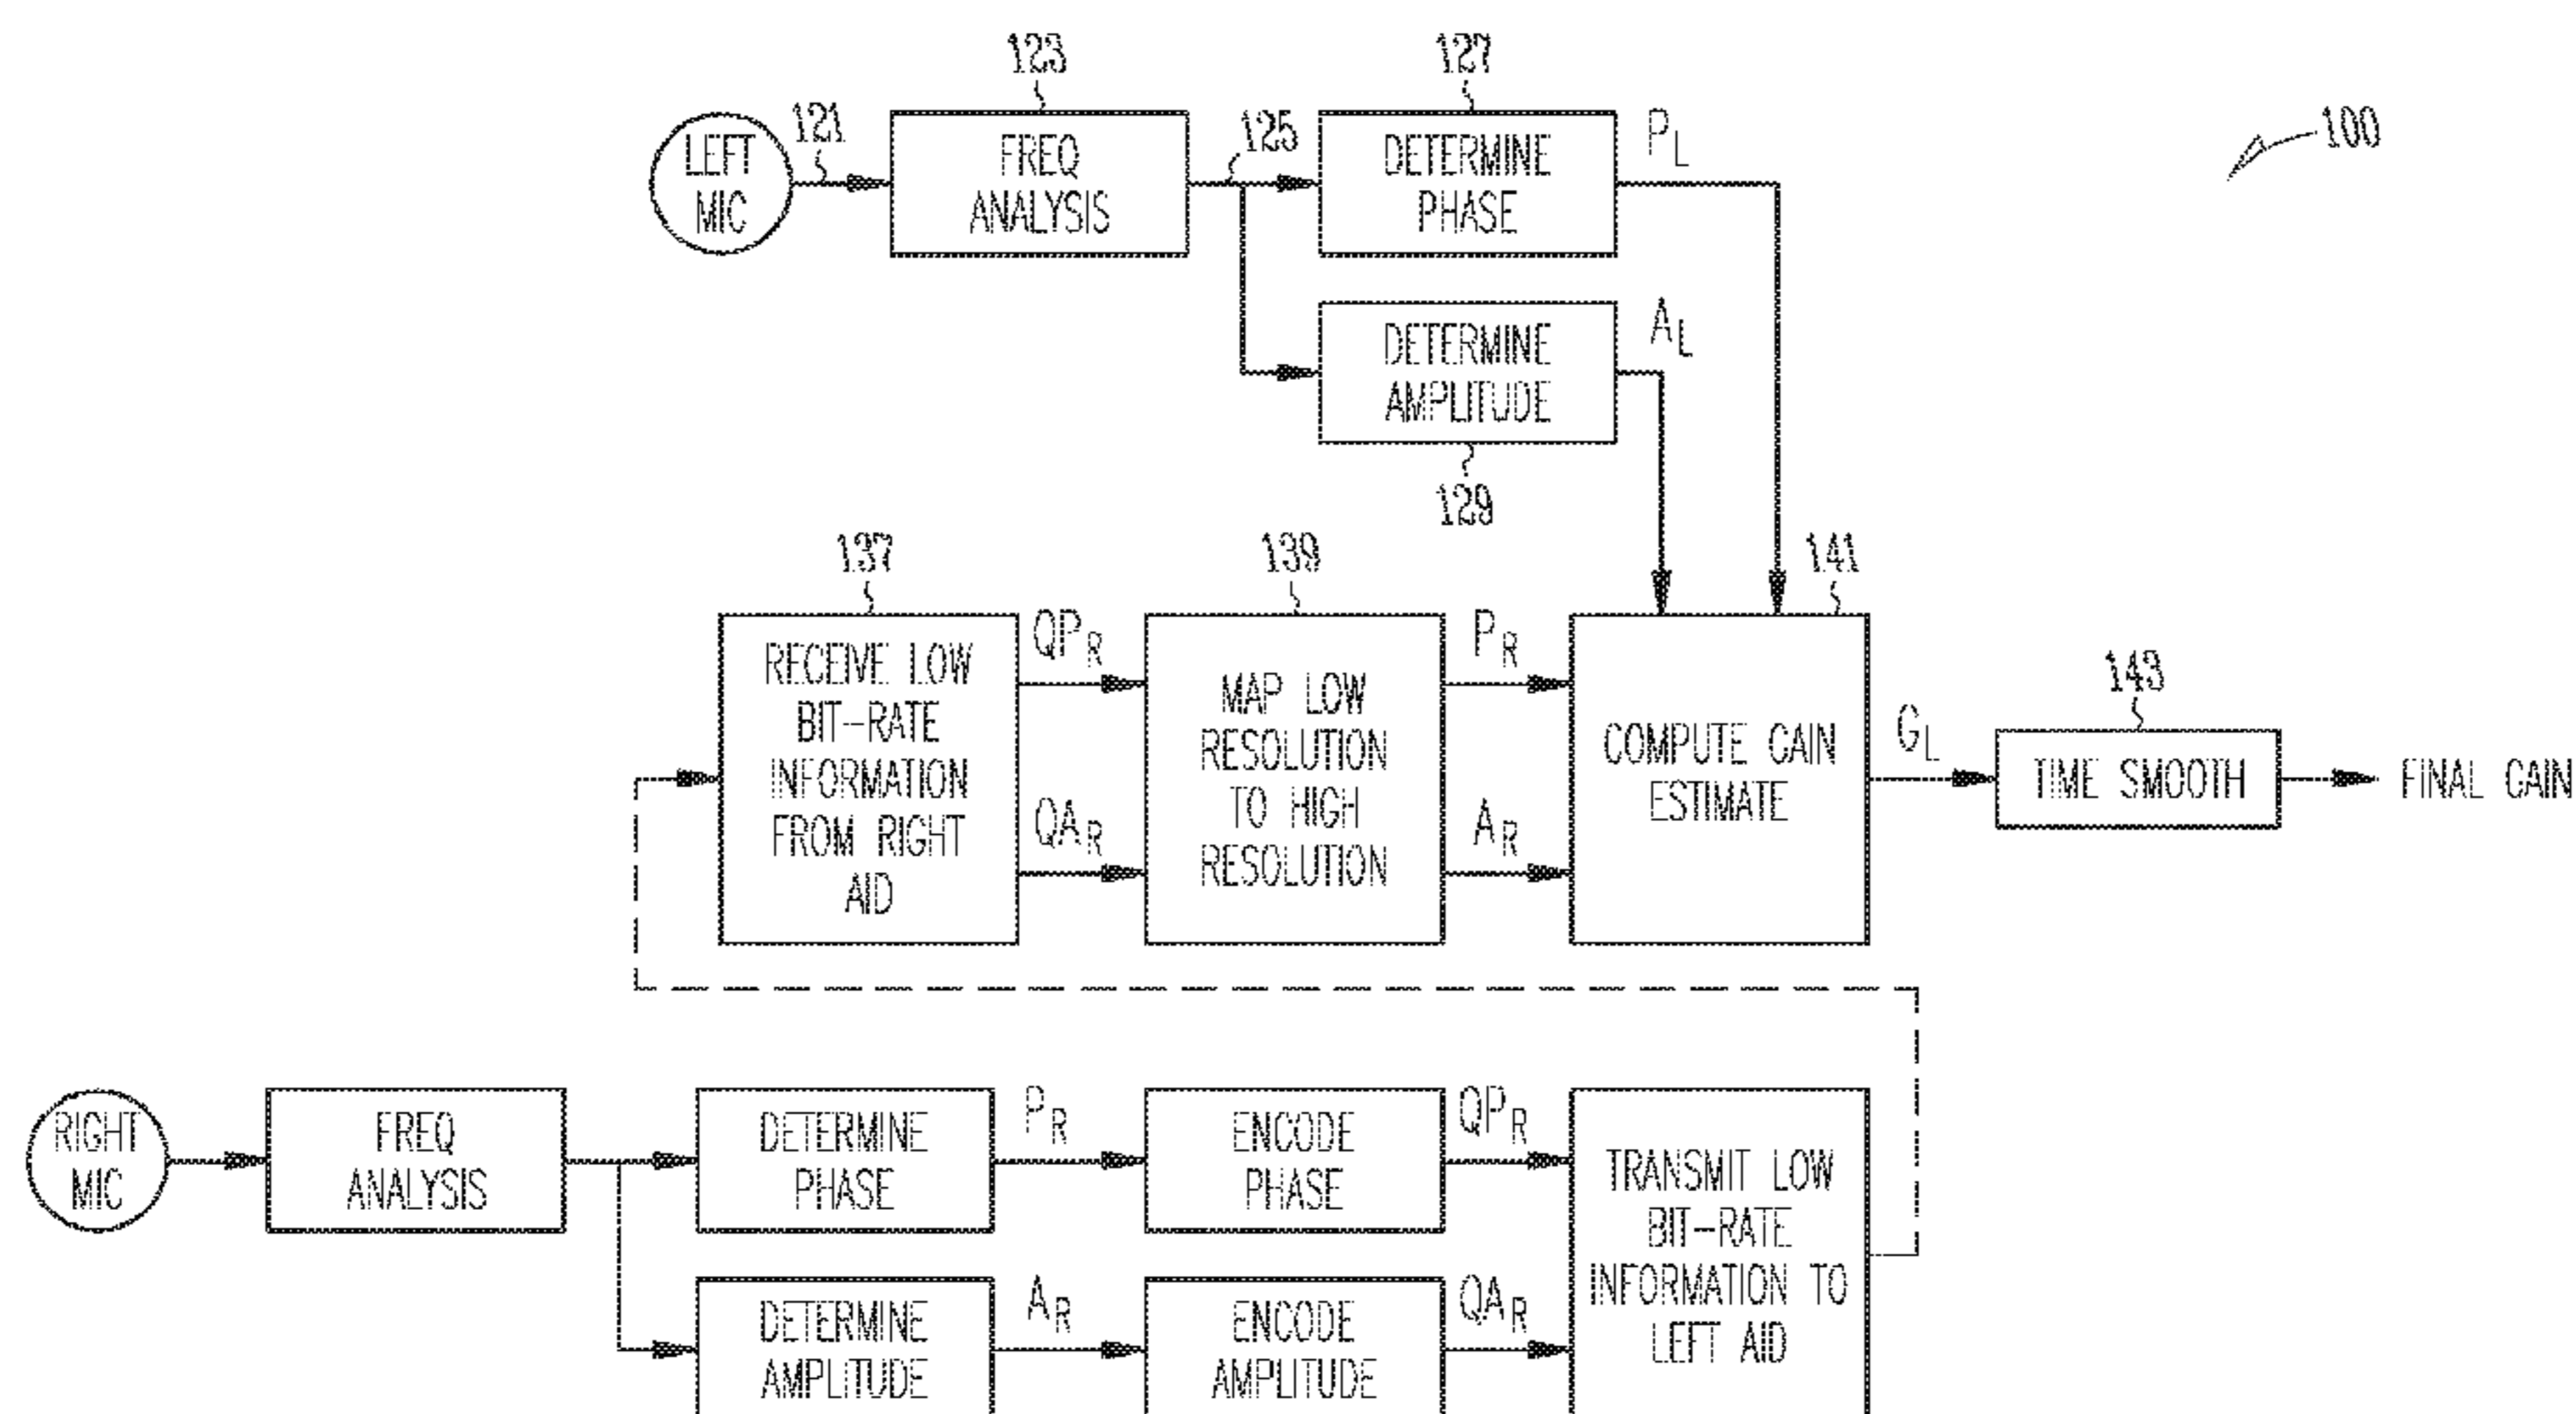 123
127
121
125
100
LEFT
MIC
FREQ
ANALYSIS
DETERMINE
PHASE
PL
DETERMINE
AMPLITUDE
AL
129
137
139
141
RECEIVE LOW
BIT-RATE
INFORMATION
FROM RIGHT
AID
QPR
QAR
MAP LOW
RESOLUTION
TO HIGH
RESOLUTION
PR
AR
COMPUTE GAIN
ESTIMATE
GL
143
TIME SMOOTH
FINAL GAIN
RIGHT
MIC
FREQ
ANALYSIS
DETERMINE
PHASE
PR
ENCODE
PHASE
QPR
DETERMINE
AMPLITUDE
AR
ENCODE
AMPLITUDE
QAR
TRANSMIT LOW
BIT-RATE
INFORMATION TO
LEFT AID